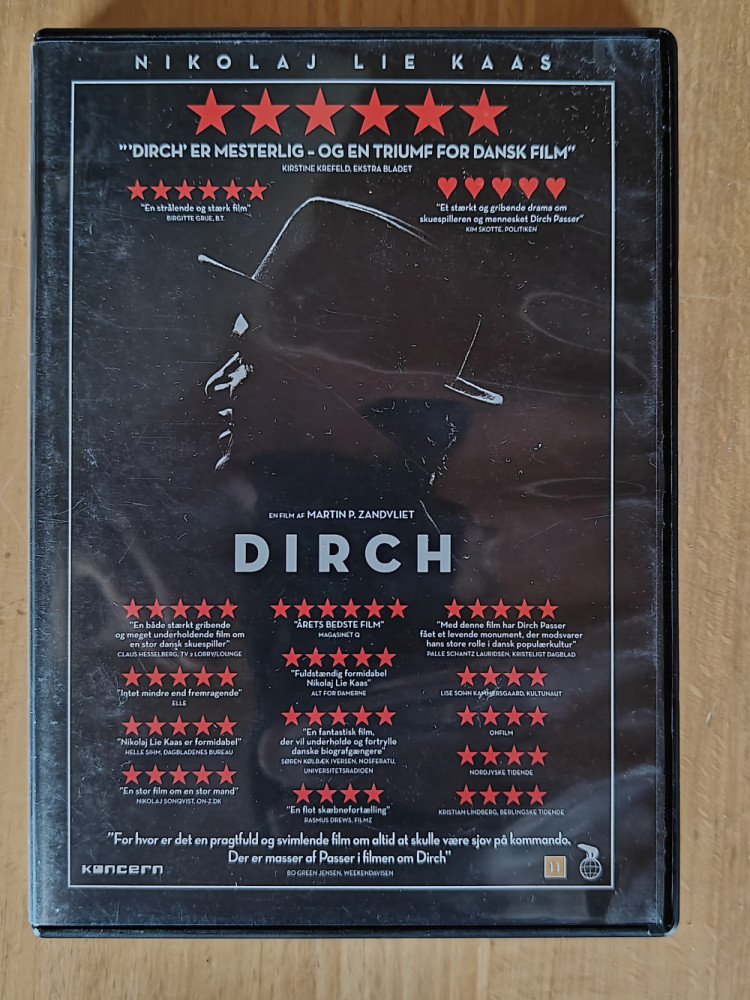 NIKOLAJ LIE KAAS
"'DIRCH' ER MESTERLIG - OG EN TRIUMF FOR DANSK FILM"
KIRSTINE KREFELD, EKSTRA BLADET
"En strålende og stærk film"
BIRGITTE GRUE, B.T.
"Et stærkt og gribende drama om
skuespilleren og mennesket Dirch Passer"
KIM SKOTTE, POLITIKEN
EN FILM AF MARTIN P. ZANDVLIET
DIRCH
"En både stærkt gribende
og meget underholdende film om
en stor dansk skuespiller"
CLAUS HESSELBERG, TV 2 LORRY/LOUNGE
"Intet mindre end fremragende"
ELLE
"Nikolaj Lie Kaas er formidabel"
HELLE SIHM, DAGBLADENES BUREAU
"En stor film om en stor mand"
NIKOLAJ SONQVIST, ON-Z.DK
"ÅRETS BEDSTE FILM"
MAGASINET Q
"Fuldstændig formidabel
Nikolaj Lie Kaas"
ALT FOR DAMERNE
"En fantastisk film,
der vil underholde og fortrylle
danske biografgængere"
SØREN KØLBÆK IVERSEN, NOSFERATU,
UNIVERSITETSRADIOEN
"En flot skæbnefortælling"
RASMUS DREWS, FILMZ
"Med denne film har Dirch Passer
fået et levende monument, der modsvarer
hans store rolle i dansk populærkultur"
PALLE SCHANTZ LAURIDSEN, KRISTELIGT DAGBLAD
LISE SOHN KAMMERSGAARD, KULTUNAUT
ONFILM
NORDJYSKE TIDENDE
KRISTIAN LINDBERG, BERLINGSKE TIDENDE
"For hvor er det en pragtfuld og svimlende film om altid at skulle være sjov på kommando.
Der er masser af Passer i filmen om Dirch"
BO GREEN JENSEN, WEEKENDAVISEN
KONCERN
11